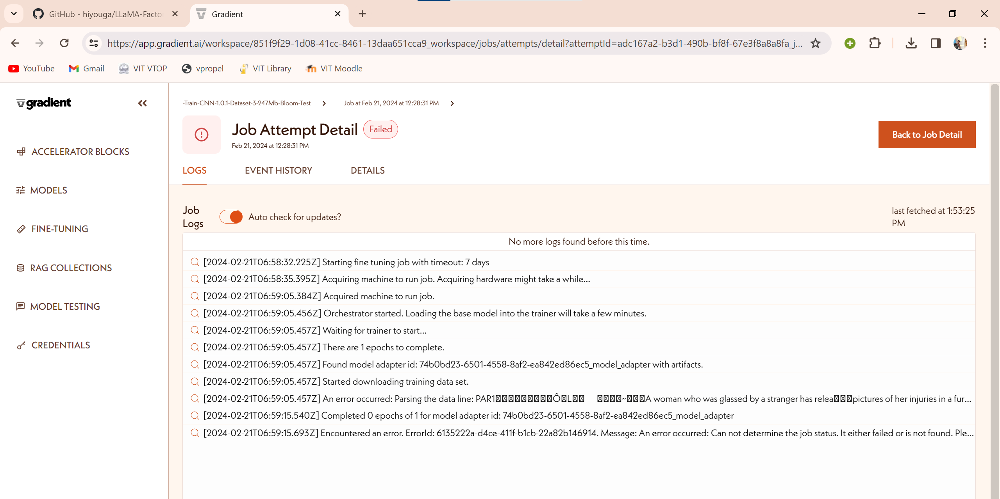 GitHub - hiyouga/LLaMA-Facto
Gradient
https://app.gradient.ai/workspace/851f9f29-1d08-41cc-8461-13daa651cca9_workspace/jobs/attempts/detail?attemptId=adc167a2-b3d1-490b-bf8f-67e3f8a8a8fa_j...
YouTube
Gmail
VIT VTOP
vpropel
VIT Library
VIT Moodle
gradient
ACCELERATOR BLOCKS
MODELS
FINE-TUNING
RAG COLLECTIONS
MODEL TESTING
CREDENTIALS
-Train-CNN-1.0.1-Dataset-3-247Mb-Bloom-Test
Job at Feb 21, 2024 at 12:28:31 PM
Job Attempt Detail
Failed
Feb 21, 2024 at 12:28:31 PM
Back to Job Detail
LOGS
EVENT HISTORY
DETAILS
Job
Logs
Auto check for updates?
last fetched at 1:53:25
PM
No more logs found before this time.
[2024-02-21T06:58:32.225Z] Starting fine tuning job with timeout: 7 days
[2024-02-21T06:58:35.395Z] Acquiring machine to run job. Acquiring hardware might take a while...
[2024-02-21T06:59:05.384Z] Acquired machine to run job.
[2024-02-21T06:59:05.456Z] Orchestrator started. Loading the base model into the trainer will take a few minutes.
[2024-02-21T06:59:05.457Z] Waiting for trainer to start...
[2024-02-21T06:59:05.457Z] There are 1 epochs to complete.
[2024-02-21T06:59:05.457Z] Found model adapter id: 74b0bd23-6501-4558-8af2-ea842ed86ec5_model_adapter with artifacts.
[2024-02-21T06:59:05.457Z] Started downloading training data set.
[2024-02-21T06:59:05.457Z] An error occurred: Parsing the data line: PAR1 Ô L ~ A woman who was glassed by a stranger has relea pictures of her injuries in a fur...
[2024-02-21T06:59:15.540Z] Completed 0 epochs of 1 for model adapter id: 74b0bd23-6501-4558-8af2-ea842ed86ec5_model_adapter
[2024-02-21T06:59:15.693Z] Encountered an error. ErrorId: 6135222a-d4ce-411f-b1cb-22a82b146914. Message: An error occurred: Can not determine the job status. It either failed or is not found. Ple...